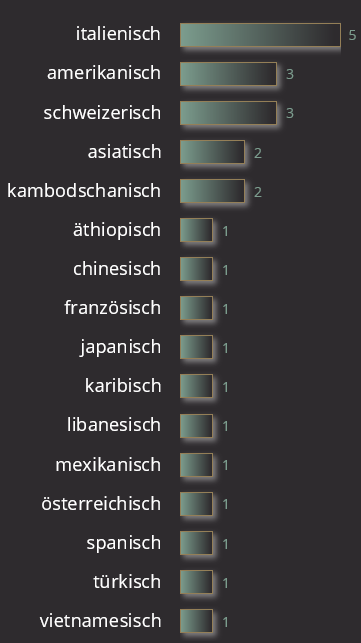 italienisch 5
amerikanisch 3
schweizerisch 3
asiatisch 2
kambodschanisch 2
äthiopisch 1
chinesisch 1
französisch 1
japanisch 1
karibisch 1
libanesisch 1
mexikanisch 1
österreichisch 1
spanisch 1
türkisch 1
vietnamesisch 1